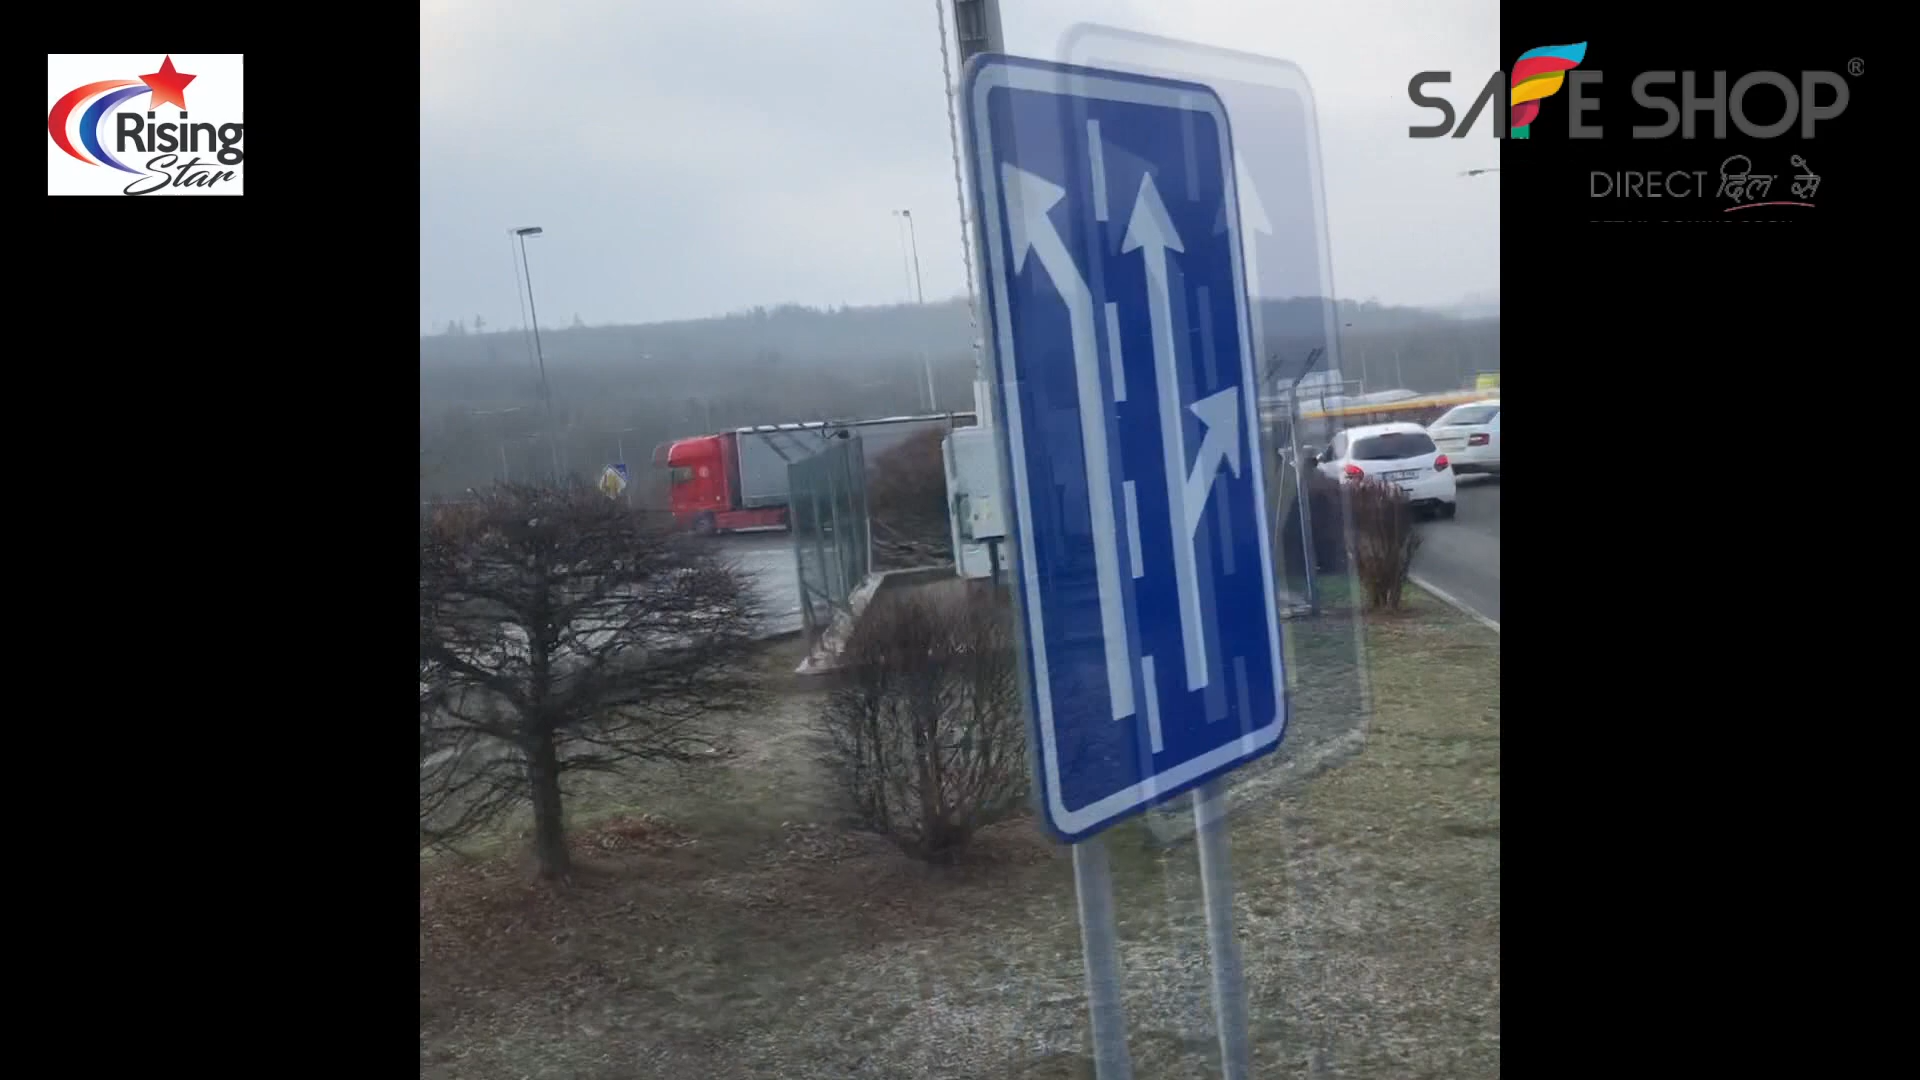 Rising
Star
SAFE SHOP®
DIRECT दिल से